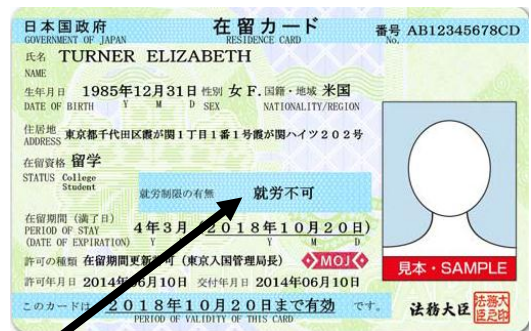 日本国政府 在留カード 番号 AB12345678CD
GOVERNMENT OF JAPAN RESIDENCE CARD No.
氏名 TURNER ELIZABETH
NAME
生年月日 1985年12月31日 性別 女 F. 国籍・地域 米国
DATE OF BIRTH Y M D SEX NATIONALITY/REGION
住居地 東京都千代田区霞が関1丁目1番1号霞が関ハイツ202号
ADDRESS
在留資格 留学
STATUS College
Student
就労制限の有無 就労不可
在留期間(満了日) 4年3月(2018年10月20日)
PERIOD OF STAY
(DATE OF EXPIRATION) Y M Y M D
許可の種類 在留期間更新許可(東京入国管理局長) MOJ
見本・SAMPLE
許可年月日 2014年06月10日 交付年月日 2014年06月10日
このカードは 2018年10月20日まで有効 です。
PERIOD OF VALIDITY OF THIS CARD
法務大臣 法務大臣之印